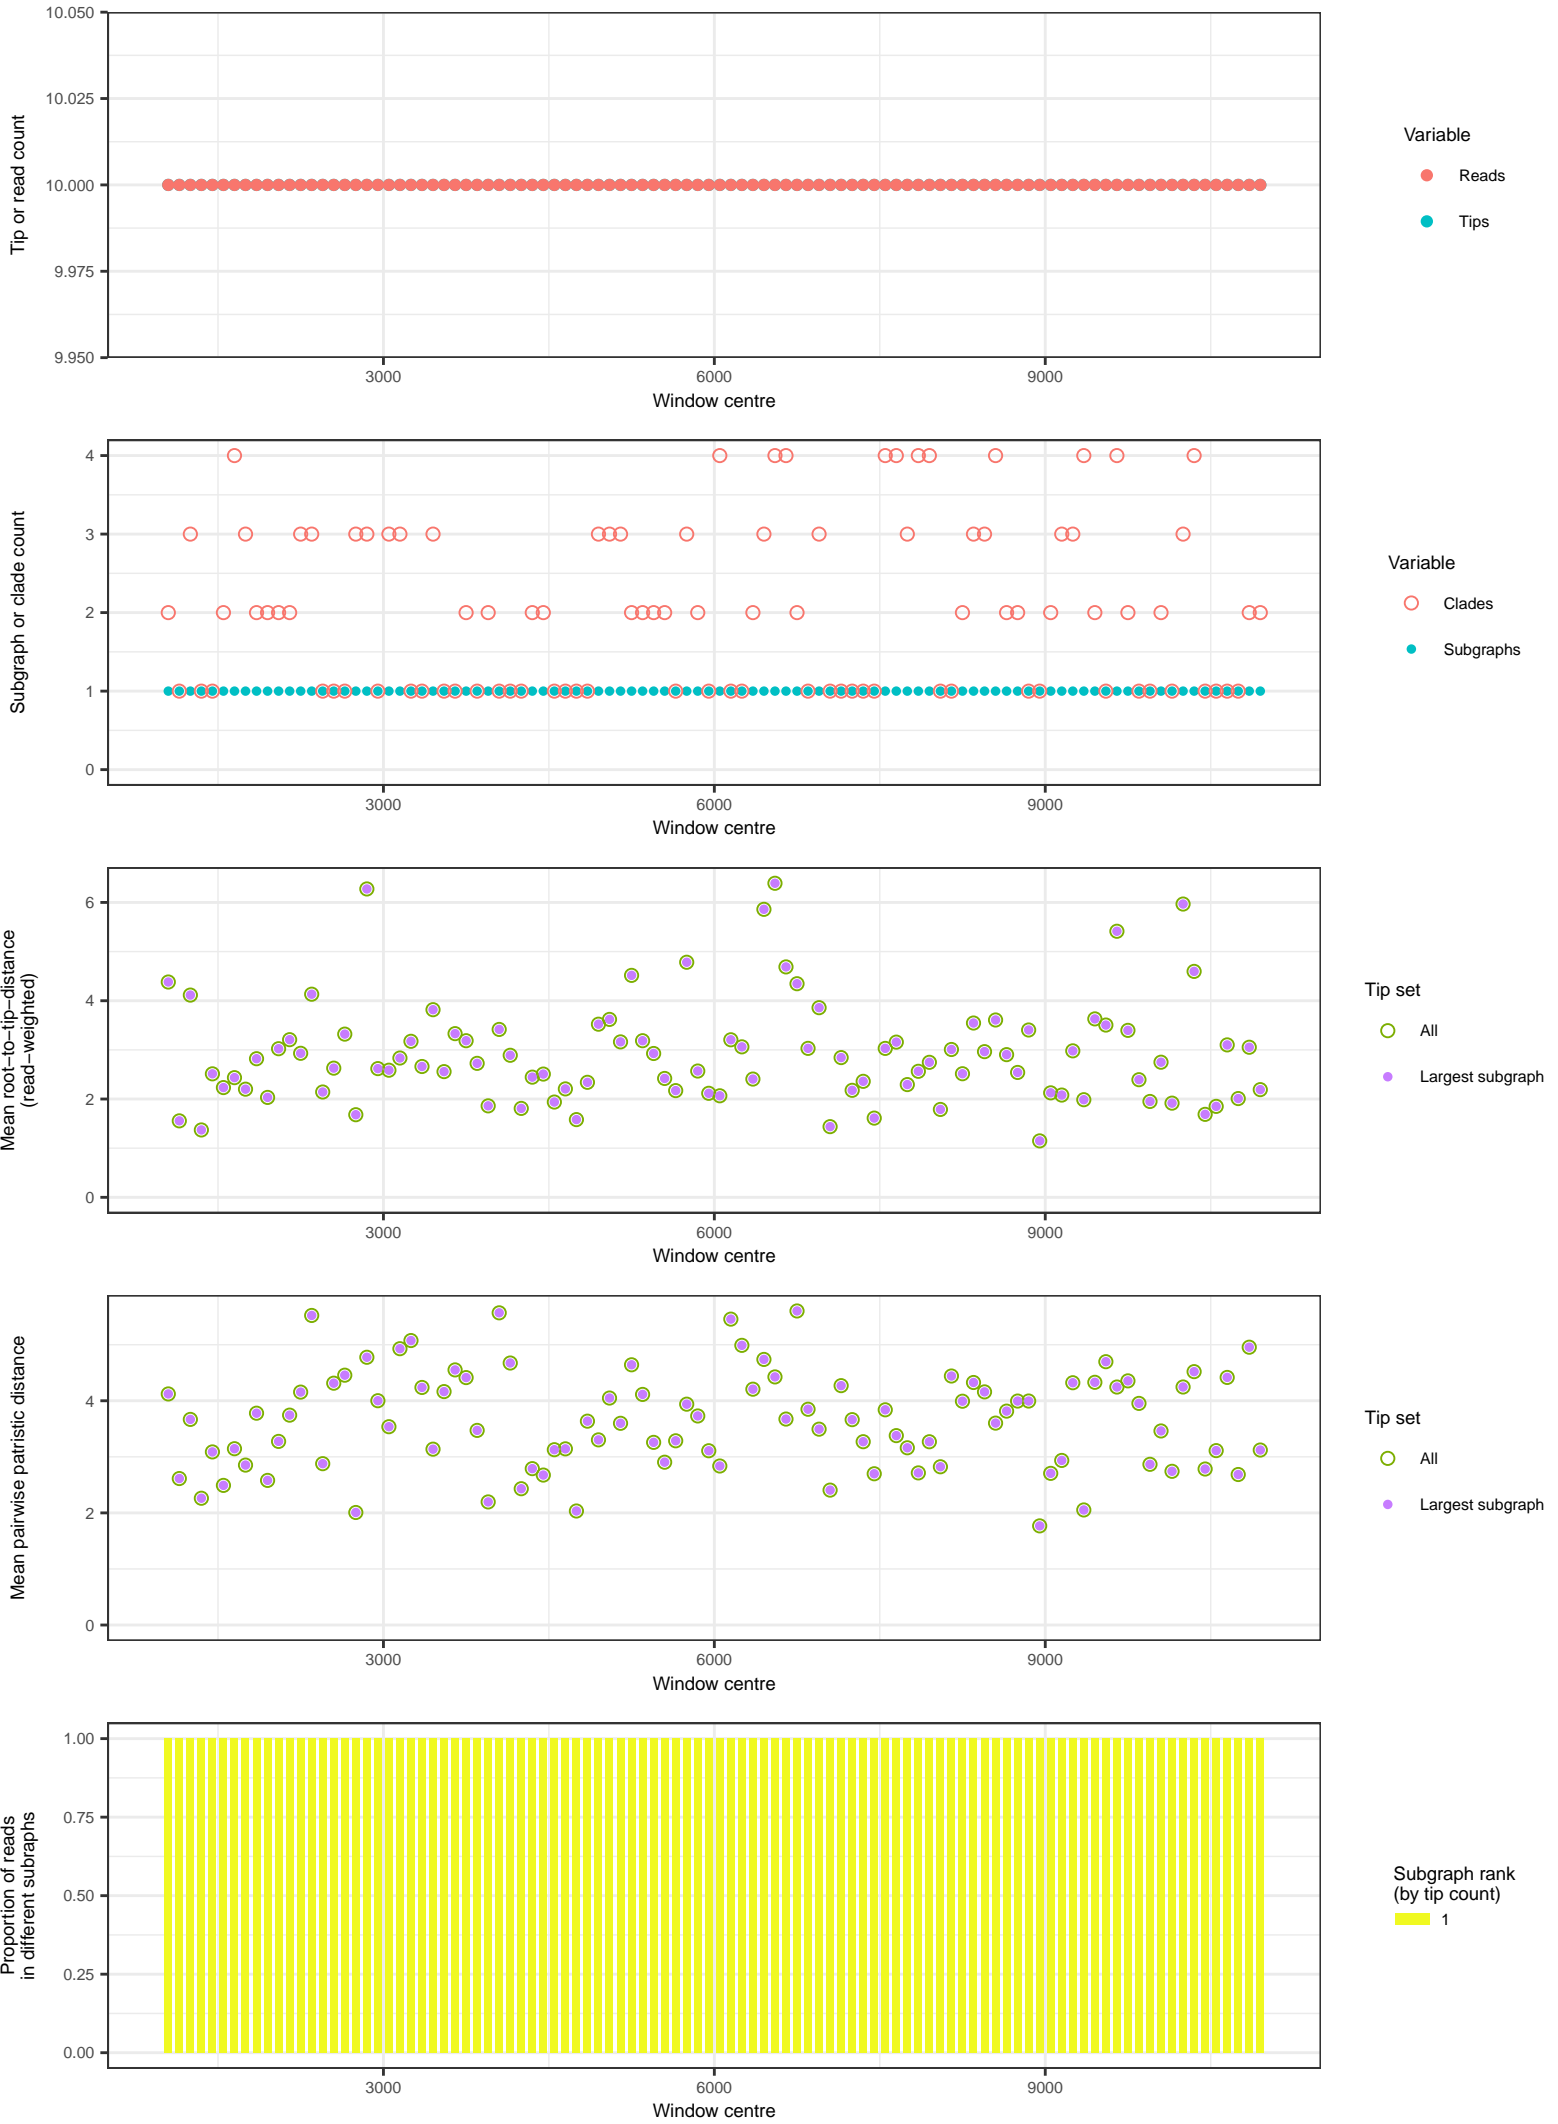 10.050
10.025
10.000
9.975
9.950
Tip or read count
3000
6000
9000
Window centre
Variable
Reads
Tips
4
3
2
1
0
Subgraph or clade count
3000
6000
9000
Window centre
Variable
Clades
Subgraphs
6
4
2
0
Mean root−to−tip−distance
(read−weighted)
3000
6000
9000
Window centre
Tip set
All
Largest subgraph
4
2
0
Mean pairwise patristic distance
3000
6000
9000
Window centre
Tip set
All
Largest subgraph
1.00
0.75
0.50
0.25
0.00
Proportion of reads
in different subraphs
3000
6000
9000
Window centre
Subgraph rank
(by tip count)
1